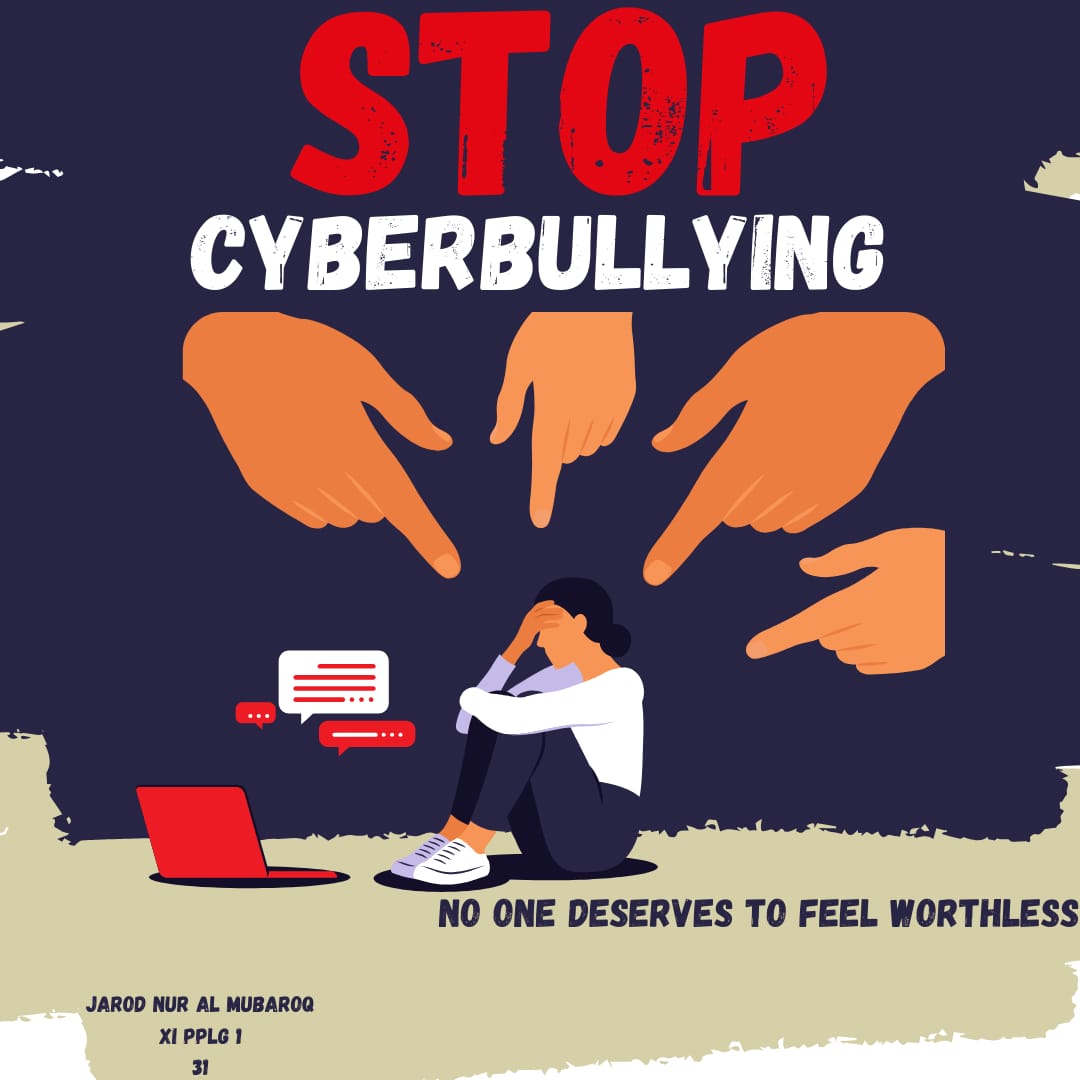 STOP
CYBERBULLYING
NO ONE DESERVES TO FEEL WORTHLESS
JAROD NUR AL MUBAROQ
XI PPLG 1
31